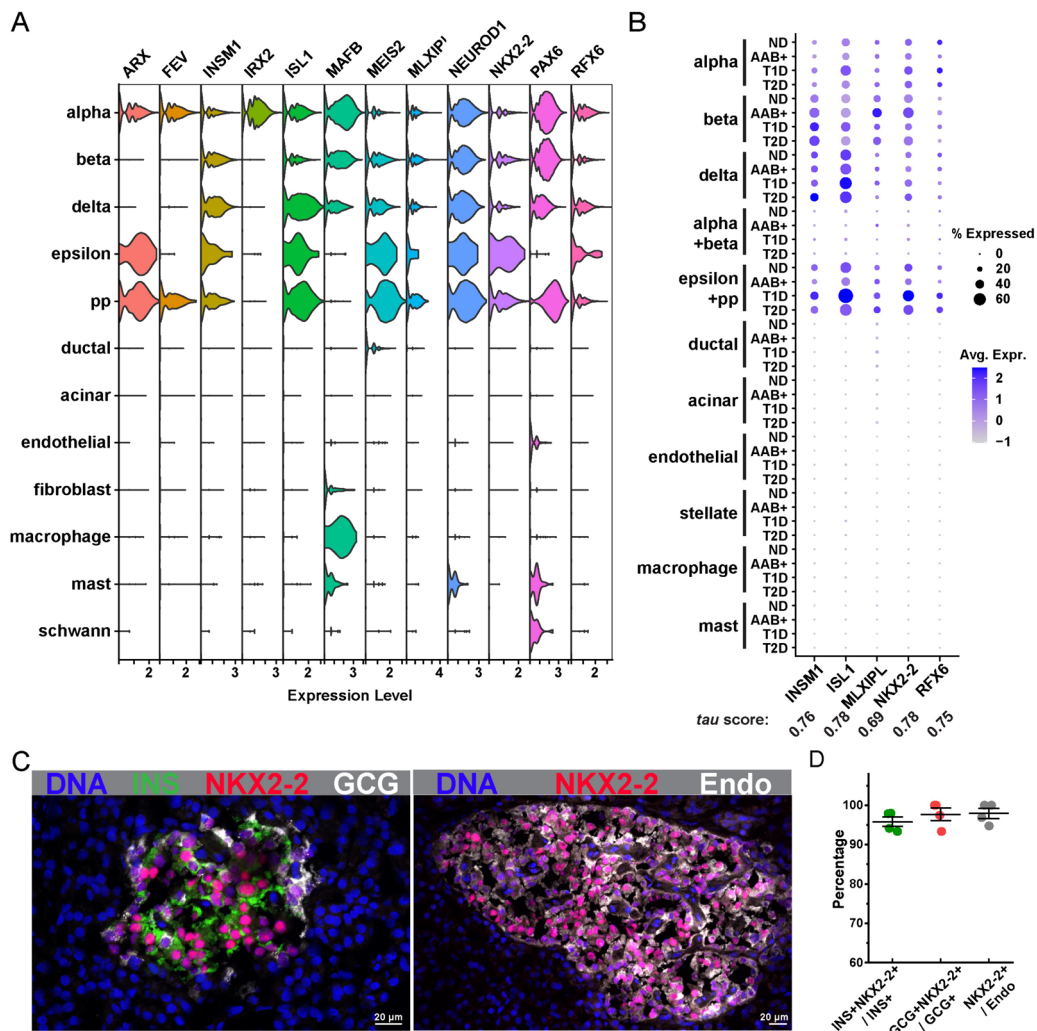 A
ARX FEV INSM1 IRX2 ISL1 MAFB MEIS2 MLXIPl NEUROD1 NKX2-2 PAX6 RFX6
alpha
beta
delta
epsilon
pp
ductal
acinar
endothelial
fibroblast
macrophage
mast
schwann
2 2 3 2 2 3 2 4 3 2 3 2
Expression Level
B
alpha
ND
AAB+
T1D
T2D
beta
ND
AAB+
T1D
T2D
delta
ND
AAB+
T1D
T2D
alpha
+beta
ND
AAB+
T1D
T2D
epsilon
+pp
ND
AAB+
T1D
T2D
ductal
ND
AAB+
T1D
T2D
acinar
ND
AAB+
T1D
T2D
endothelial
ND
AAB+
T1D
T2D
stellate
ND
AAB+
T1D
T2D
macrophage
ND
AAB+
T1D
T2D
mast
ND
AAB+
T1D
T2D
INSM1 ISL1 MLXIPL NKX2-2 RFX6
tau score: 0.76 0.78 0.69 0.78 0.75
% Expressed
0
20
40
60
Avg. Expr.
2
1
0
−1
C
DNA INS NKX2-2 GCG
20 µm
DNA NKX2-2 Endo
20 µm
D
Percentage
100
90
80
70
60
INS+NKX2-2+
/ INS+
GCG+NKX2-2+
/ GCG+
NKX2-2+
/ Endo